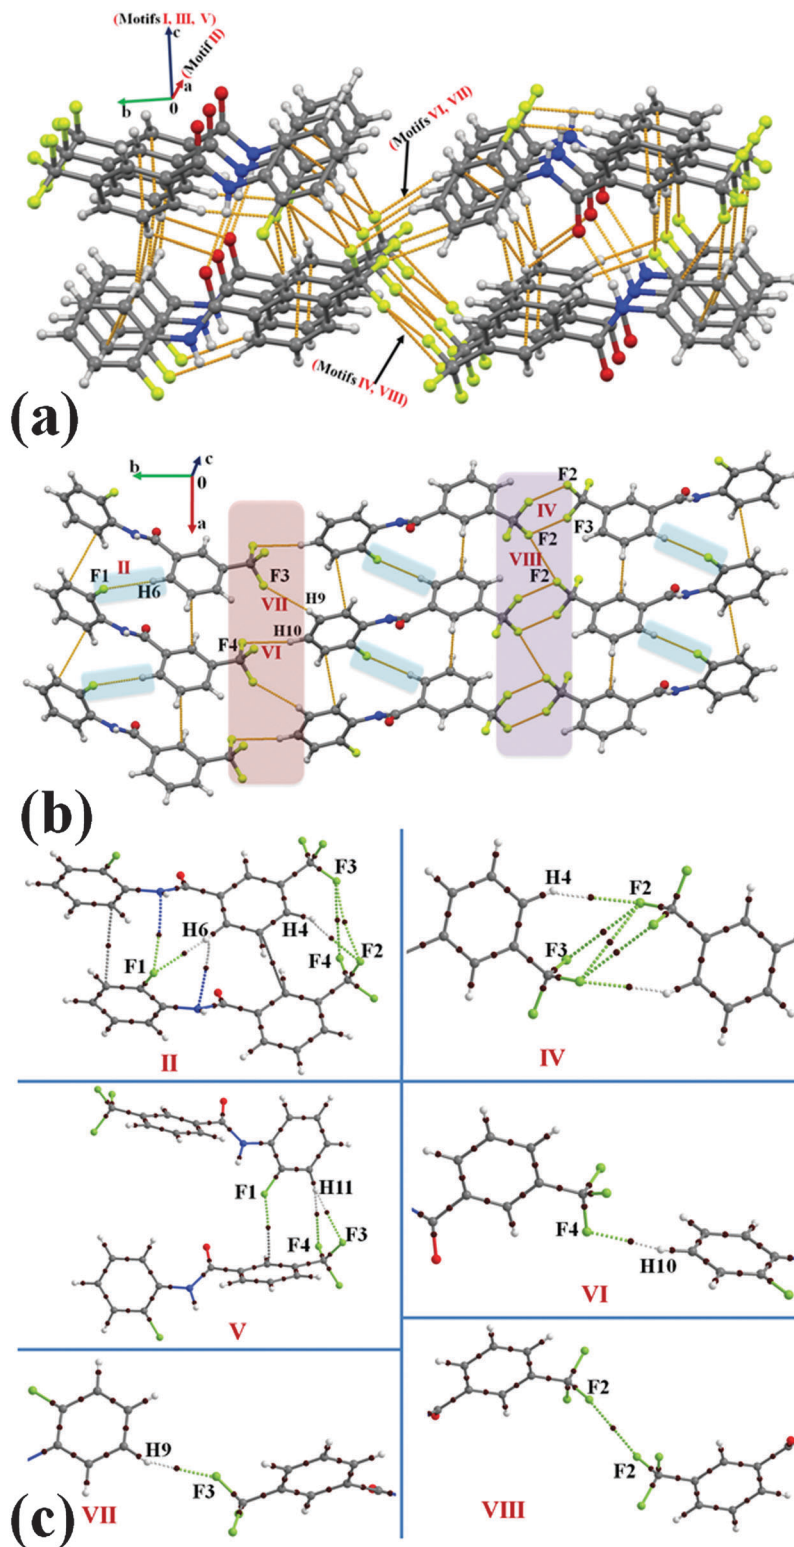 (Motifs I, III, V)
c
(Motif II)
a
b
0
(Motifs VI, VII)
(Motifs IV, VIII)
(a)
b
c
0
a
F2
IV
F3
F2
VIII
F2
II
F1
H6
F3
VII
H9
H10
F4
VI
(b)
F3
H6
H4
F1
F4
F2
II
H4
F2
F3
IV
F1
H11
F4
F3
V
F4
H10
VI
H9
F3
VII
F2
F2
VIII
(c)